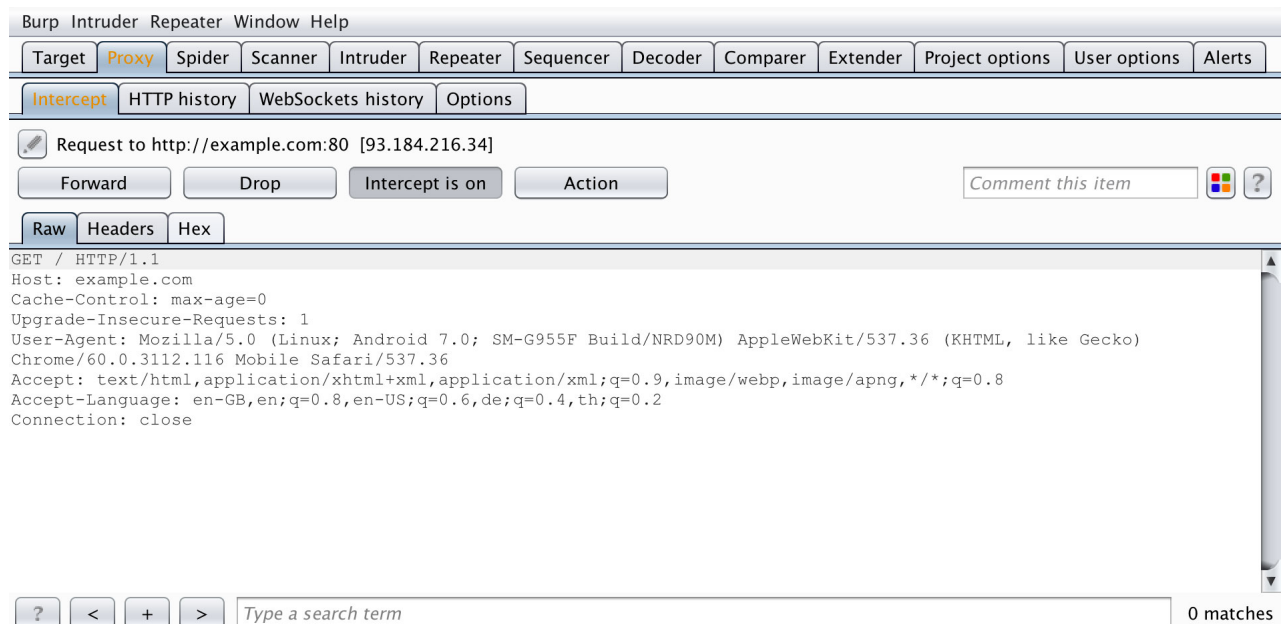 Burp Intruder Repeater Window Help
Target Proxy Spider Scanner Intruder Repeater Sequencer Decoder Comparer Extender Project options User options Alerts
Intercept HTTP history WebSockets history Options
Request to http://example.com:80 [93.184.216.34]
Forward Drop Intercept is on Action Comment this item ?
Raw Headers Hex
GET / HTTP/1.1
Host: example.com
Cache-Control: max-age=0
Upgrade-Insecure-Requests: 1
User-Agent: Mozilla/5.0 (Linux; Android 7.0; SM-G955F Build/NRD90M) AppleWebKit/537.36 (KHTML, like Gecko)
Chrome/60.0.3112.116 Mobile Safari/537.36
Accept: text/html,application/xhtml+xml,application/xml;q=0.9,image/webp,image/apng,*/*;q=0.8
Accept-Language: en-GB,en;q=0.8,en-US;q=0.6,de;q=0.4,th;q=0.2
Connection: close
? < + > Type a search term 0 matches